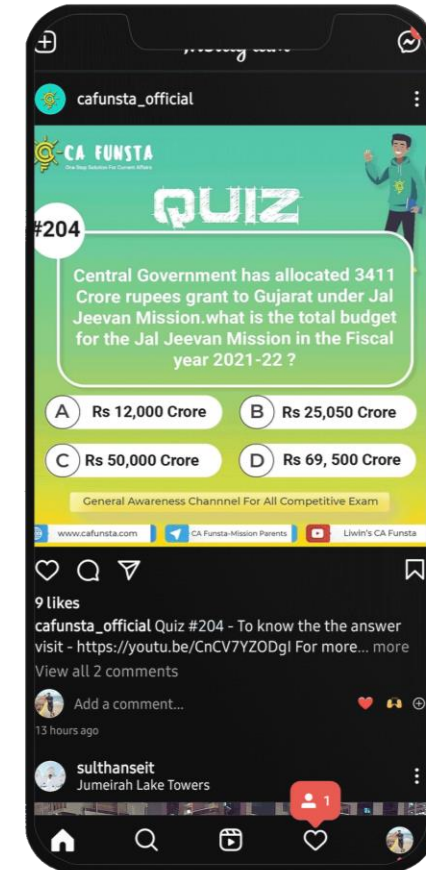 cafunsta_official
CA FUNSTA
One Stop Solution For Current Affairs
QUIZ
#204
Central Government has allocated 3411
Crore rupees grant to Gujarat under Jal
Jeevan Mission.what is the total budget
for the Jal Jeevan Mission in the Fiscal
year 2021-22 ?
A Rs 12,000 Crore
B Rs 25,050 Crore
C Rs 50,000 Crore
D Rs 69, 500 Crore
General Awareness Channnel For All Competitive Exam
www.cafunsta.com
CA Funsta-Mission Parents
Liwin's CA Funsta
9 likes
cafunsta_official Quiz #204 - To know the the answer
visit - https://youtu.be/CnCV7YZODgI For more... more
View all 2 comments
Add a comment...
13 hours ago
sulthanseit
Jumeirah Lake Towers
1